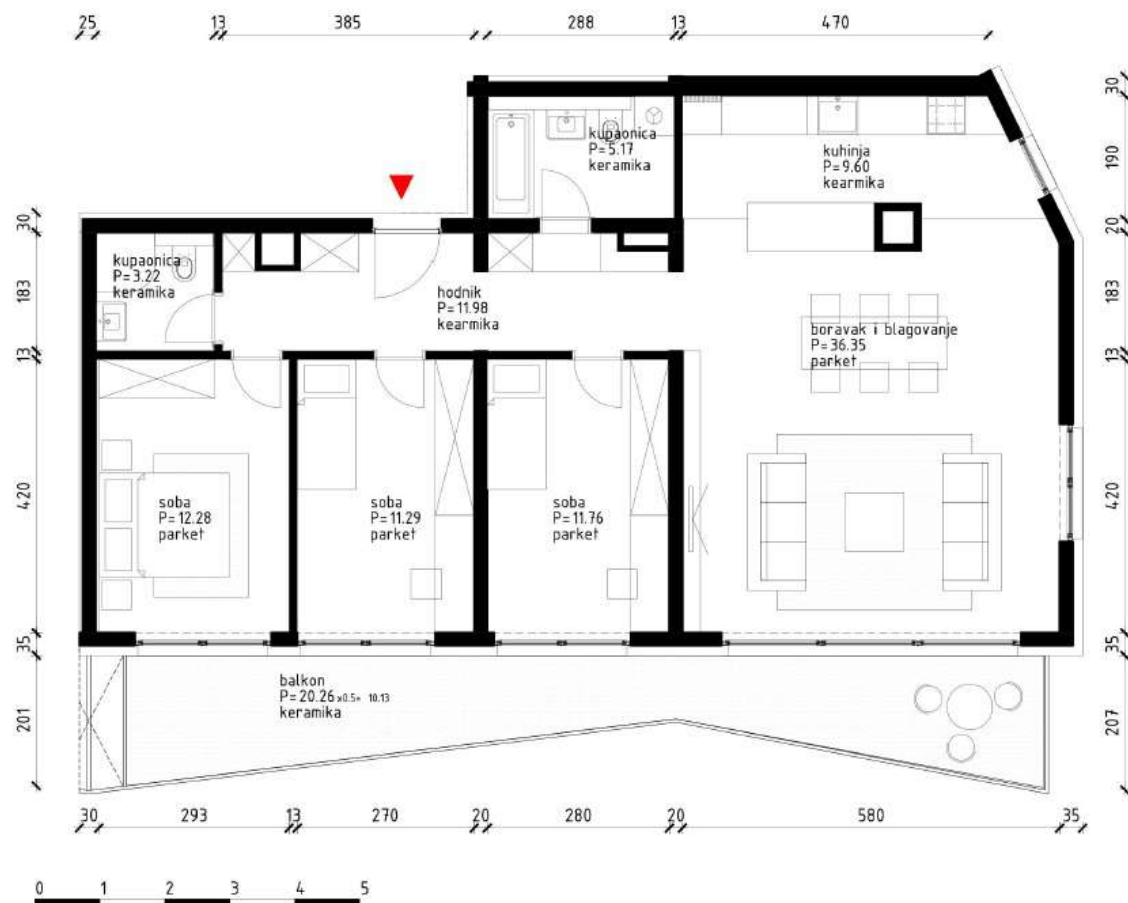 25 13 385 288 13 470
30
190
20
183
13
420
35
207
30
183
13
420
35
201
kupaonica
P=5.17
keramika
kuhinja
P=9.60
kearmika
kupaonica
P=3.22
keramika
hodnik
P=11.98
kearmika
boravak i blagovanje
P=36.35
parket
soba
P=12.28
parket
soba
P=11.29
parket
soba
P=11.76
parket
balkon
P=20.26 x0.5= 10.13
keramika
30 293 13 270 20 280 20 580 35
0 1 2 3 4 5